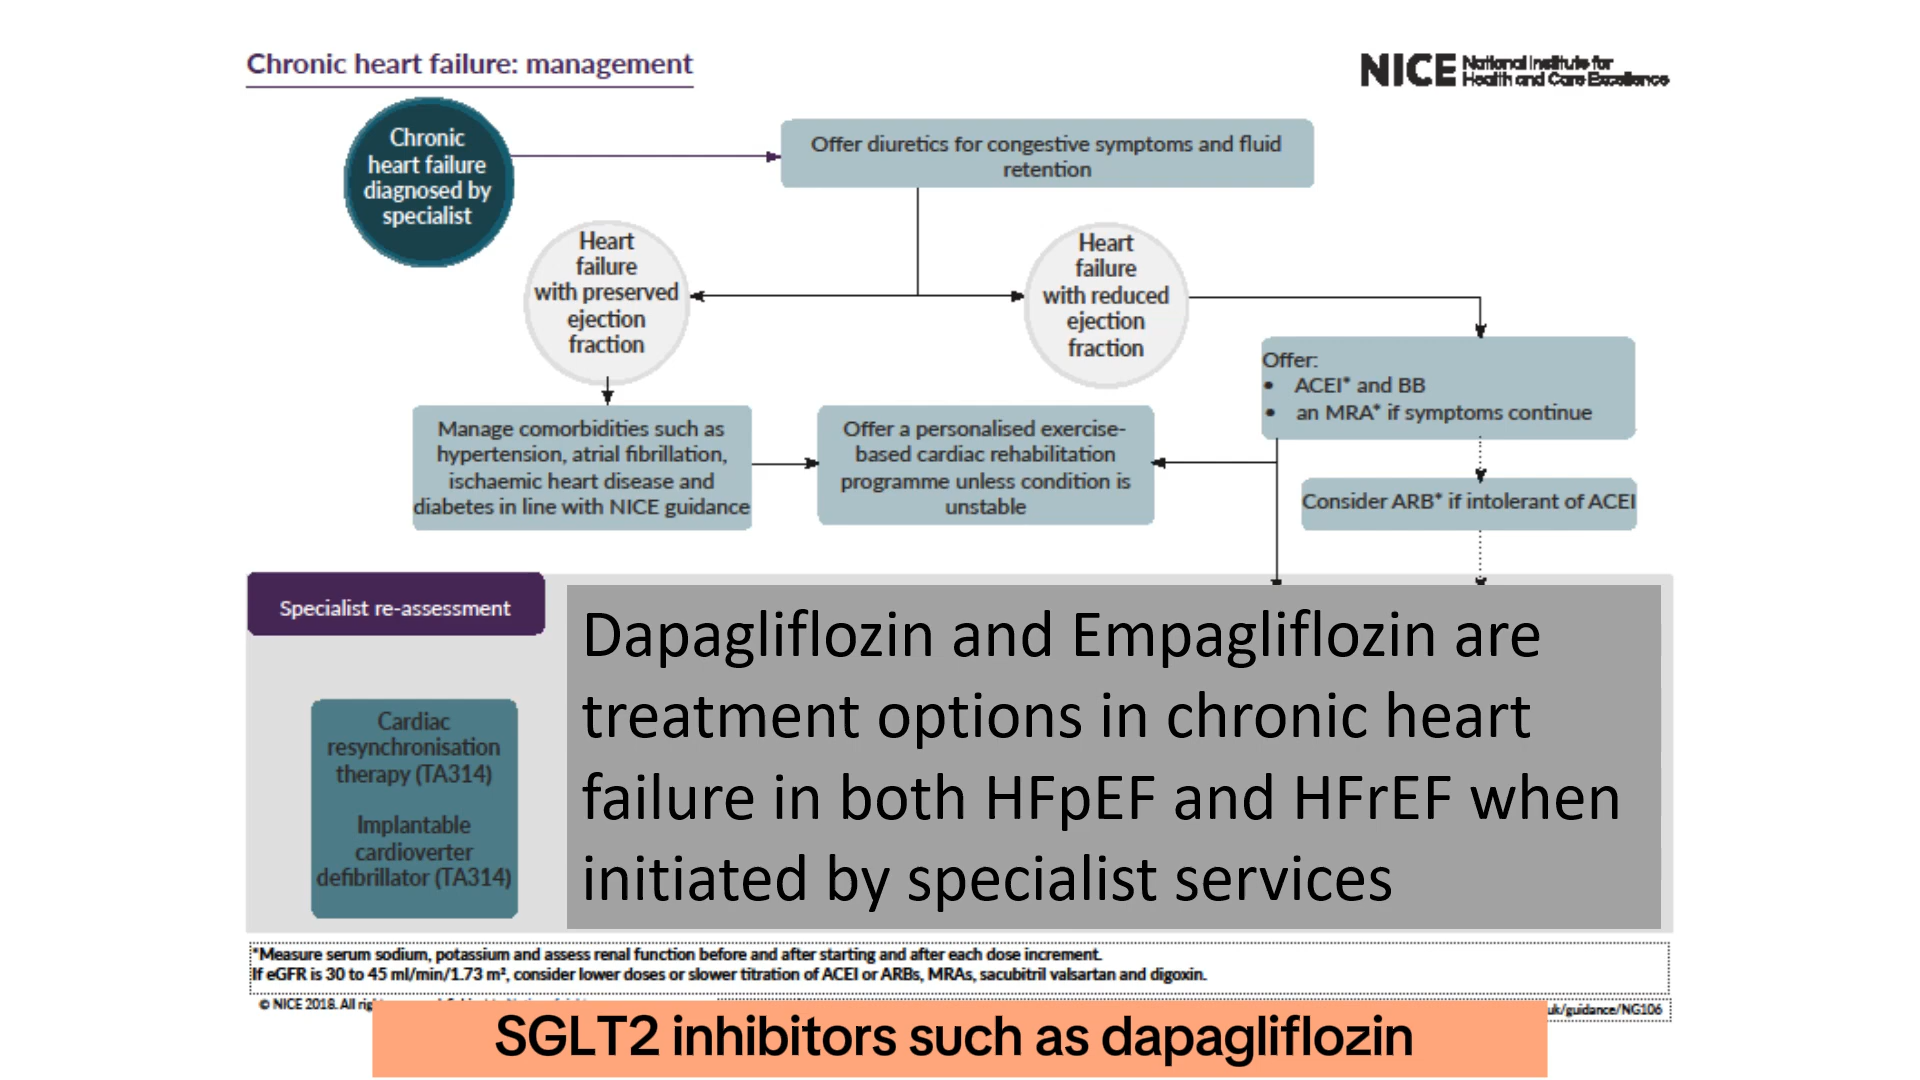 Chronic heart failure: management
NICE National Institute for
Health and Care Excellence
Chronic
heart failure
diagnosed by
specialist
Offer diuretics for congestive symptoms and fluid
retention
Heart
failure
with preserved
ejection
fraction
Heart
failure
with reduced
ejection
fraction
Offer:
• ACEI* and BB
• an MRA* if symptoms continue
Manage comorbidities such as
hypertension, atrial fibrillation,
ischaemic heart disease and
diabetes in line with NICE guidance
Offer a personalised exercise-
based cardiac rehabilitation
programme unless condition is
unstable
Consider ARB* if intolerant of ACEI
Specialist re-assessment
Cardiac
resynchronisation
therapy (TA314)
Implantable
cardioverter
defibrillator (TA314)
Dapagliflozin and Empagliflozin are
treatment options in chronic heart
failure in both HFpEF and HFrEF when
initiated by specialist services
*Measure serum sodium, potassium and assess renal function before and after starting and after each dose increment.
If eGFR is 30 to 45 ml/min/1.73 m², consider lower doses or slower titration of ACEI or ARBs, MRAs, sacubitril valsartan and digoxin.
© NICE 2018. All
uk/guidance/NG106
SGLT2 inhibitors such as dapagliflozin